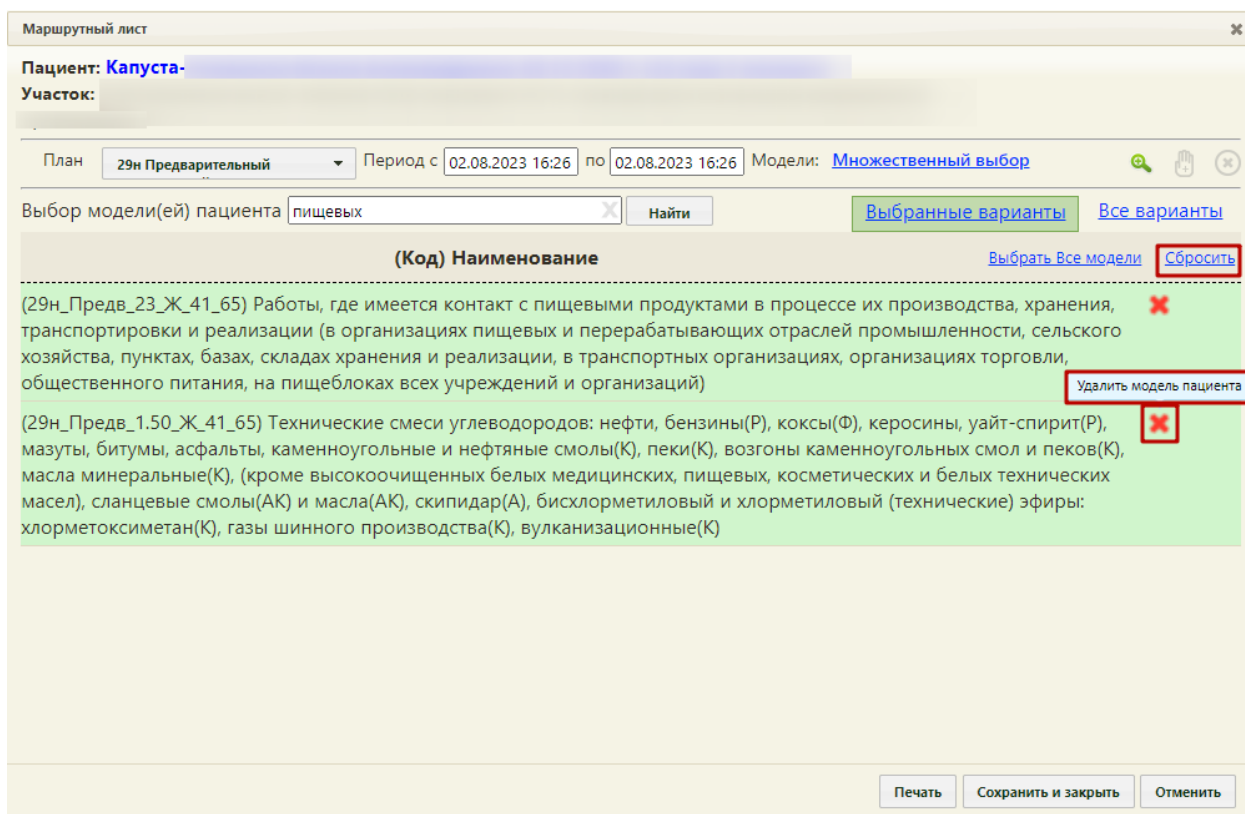 Маршрутный лист
Пациент: Капуста-
Участок:
План 29н Предварительный Период с 02.08.2023 16:26 по 02.08.2023 16:26 Модели: Множественный выбор
Выбор модели(ей) пациента пищевых X Найти Выбранные варианты Все варианты
(Код) Наименование Выбрать Все модели Сбросить
(29н_Предв_23_Ж_41_65) Работы, где имеется контакт с пищевыми продуктами в процессе их производства, хранения,
транспортировки и реализации (в организациях пищевых и перерабатывающих отраслей промышленности, сельского
хозяйства, пунктах, базах, складах хранения и реализации, в транспортных организациях, организациях торговли,
общественного питания, на пищеблоках всех учреждений и организаций)
Удалить модель пациента
(29н_Предв_1.50_Ж_41_65) Технические смеси углеводородов: нефти, бензины(Р), коксы(Ф), керосины, уайт-спирит(Р),
мазуты, битумы, асфальты, каменноугольные и нефтяные смолы(К), пеки(К), возгоны каменноугольных смол и пеков(К),
масла минеральные(К), (кроме высокоочищенных белых медицинских, пищевых, косметических и белых технических
масел), сланцевые смолы(АК) и масла(АК), скипидар(А), бисхлорметиловый и хлорметиловый (технические) эфиры:
хлорметоксиметан(К), газы шинного производства(К), вулканизационные(К)
Печать Сохранить и закрыть Отменить